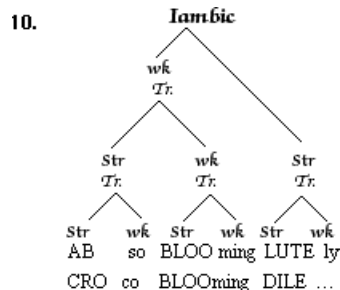 10. Iambic
wk
Tr.
Str wk Str
Tr. Tr. Tr.
Str wk Str wk Str wk
AB so BLOO ming LUTE ly
CRO co BLOOming DILE ...